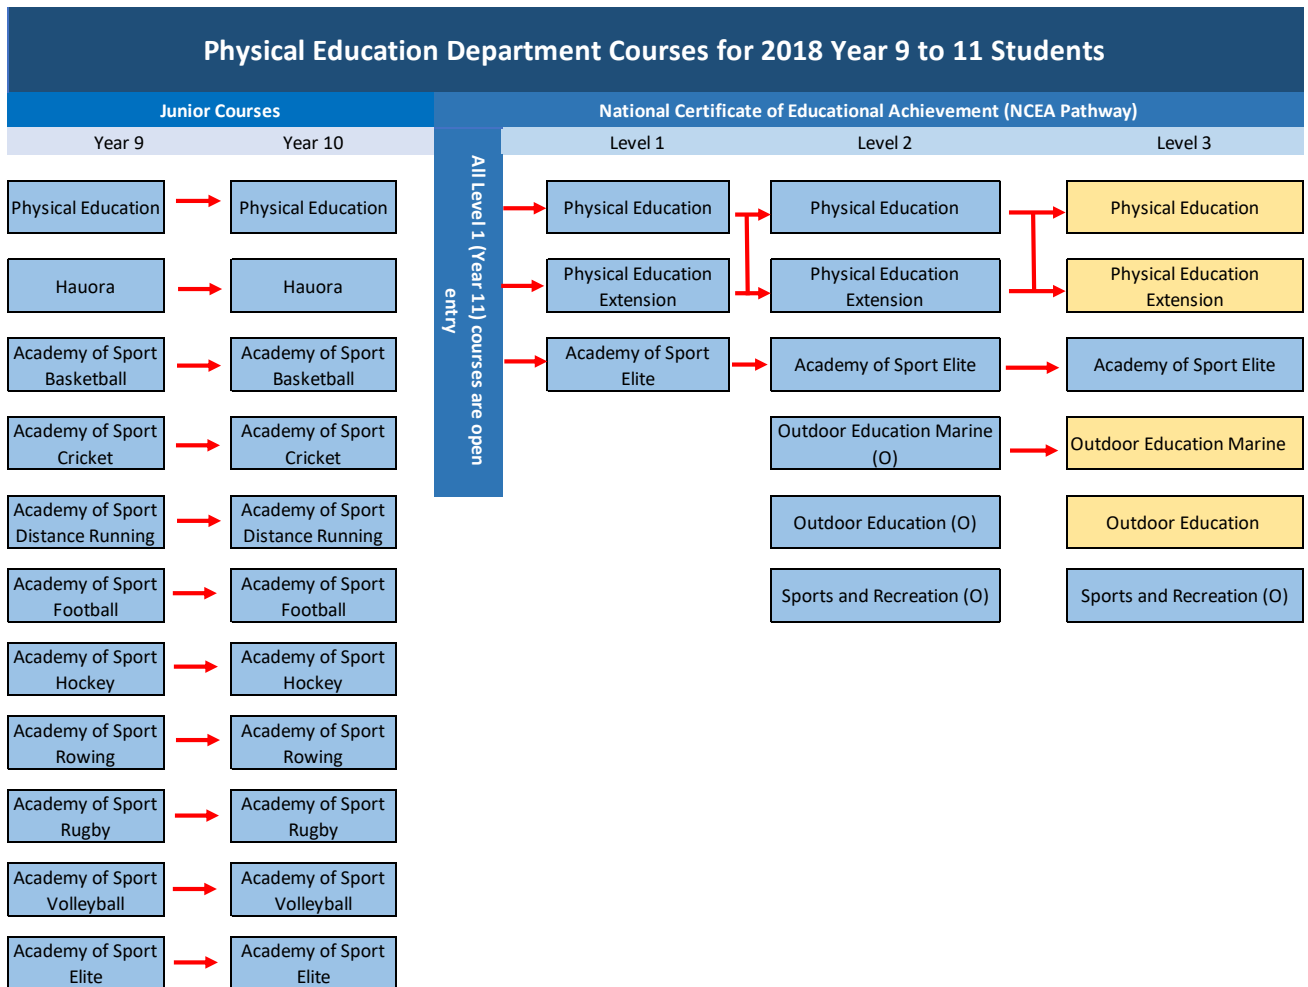 Physical Education Department Courses for 2018 Year 9 to 11 Students
Junior Courses
National Certificate of Educational Achievement (NCEA Pathway)
Year 9
Year 10
Level 1
Level 2
Level 3
All Level 1 (Year 11) courses are open
entry
Physical Education
Physical Education
Physical Education
Physical Education
Physical Education
Hauora
Hauora
Physical Education
Extension
Physical Education
Extension
Physical Education
Extension
Academy of Sport
Basketball
Academy of Sport
Basketball
Academy of Sport
Elite
Academy of Sport Elite
Academy of Sport Elite
Academy of Sport
Cricket
Academy of Sport
Cricket
Outdoor Education Marine
(O)
Outdoor Education Marine
Academy of Sport
Distance Running
Academy of Sport
Distance Running
Outdoor Education (O)
Outdoor Education
Academy of Sport
Football
Academy of Sport
Football
Sports and Recreation (O)
Sports and Recreation (O)
Academy of Sport
Hockey
Academy of Sport
Hockey
Academy of Sport
Rowing
Academy of Sport
Rowing
Academy of Sport
Rugby
Academy of Sport
Rugby
Academy of Sport
Volleyball
Academy of Sport
Volleyball
Academy of Sport
Elite
Academy of Sport
Elite